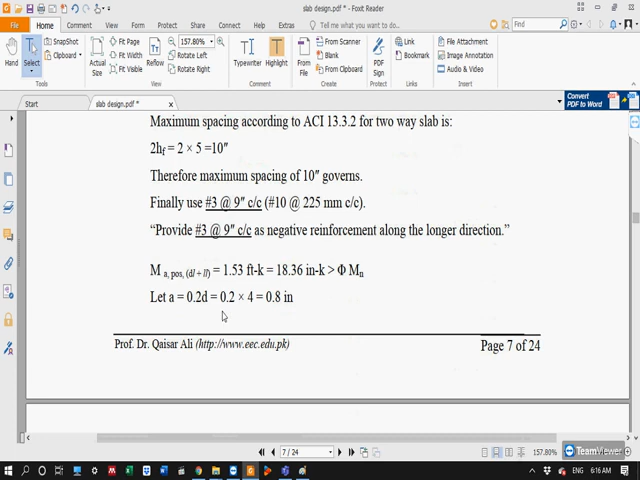 slab design.pdf * - Foxit Reader
File
Home
Comment
View
Form
Protect
Share
Connect
Help
Extras
Find
Hand
Select
SnapShot
Clipboard
Tools
Actual Size
Fit Page
Fit Width
Fit Visible
Reflow
157.80%
Rotate Left
Rotate Right
View
Typewriter
Highlight
Comment
From File
From Scanner
Blank
From Clipboard
Create
PDF Sign
Protect
Link
Bookmark
Links
File Attachment
Image Annotation
Audio & Video
Insert
Start
slab design.pdf *
Convert PDF to Word
Maximum spacing according to ACI 13.3.2 for two way slab is:
2hf = 2 × 5 =10″
Therefore maximum spacing of 10″ governs.
Finally use #3 @ 9″ c/c (#10 @ 225 mm c/c).
“Provide #3 @ 9″ c/c as negative reinforcement along the longer direction.”
M a, pos, (dl + ll) = 1.53 ft-k = 18.36 in-k > Φ Mn
Let a = 0.2d = 0.2 × 4 = 0.8 in
Prof. Dr. Qaisar Ali (http://www.eec.edu.pk)
Page 7 of 24
7 / 24
157.80%
TeamViewer
ENG
6:16 AM